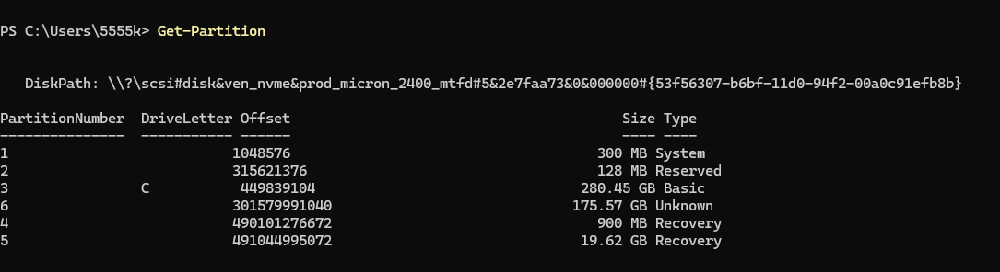 PS C:\Users\5555k> Get-Partition
DiskPath: \\?\scsi#disk&ven_nvme&prod_micron_2400_mtfd#5&2e7faa73&0&000000#{53f56307-b6bf-11d0-94f2-00a0c91efb8b}
PartitionNumber DriveLetter Offset Size Type
--------------- ----------- ------ ---- ----
1 1048576 300 MB System
2 315621376 128 MB Reserved
3 C 449839104 280.45 GB Basic
6 301579991040 175.57 GB Unknown
4 490101276672 900 MB Recovery
5 491044995072 19.62 GB Recovery